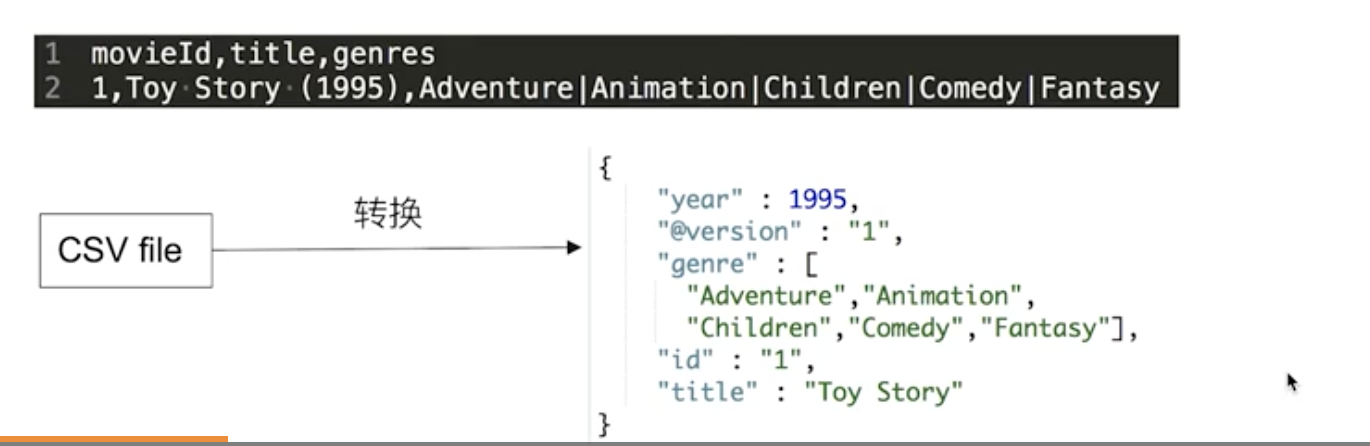 1 movieId,title,genres
2 1,Toy Story (1995),Adventure|Animation|Children|Comedy|Fantasy
CSV file
转换
{
"year" : 1995,
"@version" : "1",
"genre" : [
"Adventure","Animation",
"Children","Comedy","Fantasy"],
"id" : "1",
"title" : "Toy Story"
}